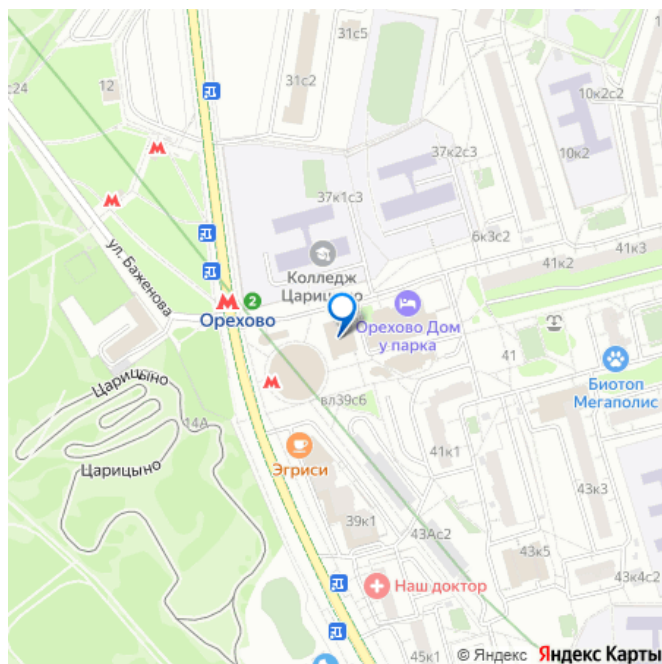 31с5
31с2
с24
12
10к2с2
37к2с3
10к2
37к1с3
6к3с2
ул. Баженова
Колледж
Царицыно
41к2
41к3
2
Орехово
Орехово Дом
у парка
41
Биотоп
Мегаполис
Царицыно
14А
вл39с6
Царицыно
Эгриси
41к1
43к3
39к1
43Ас2
43к5
Наш доктор
43к4с2
45к1
© Яндекс Яндекс Карты